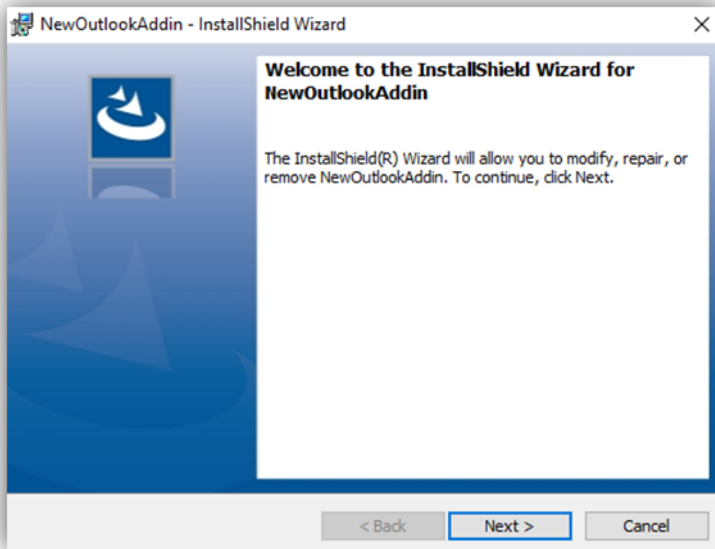 NewOutlookAddin - InstallShield Wizard
Welcome to the InstallShield Wizard for
NewOutlookAddin
The InstallShield(R) Wizard will allow you to modify, repair, or
remove NewOutlookAddin. To continue, click Next.
< Back Next > Cancel